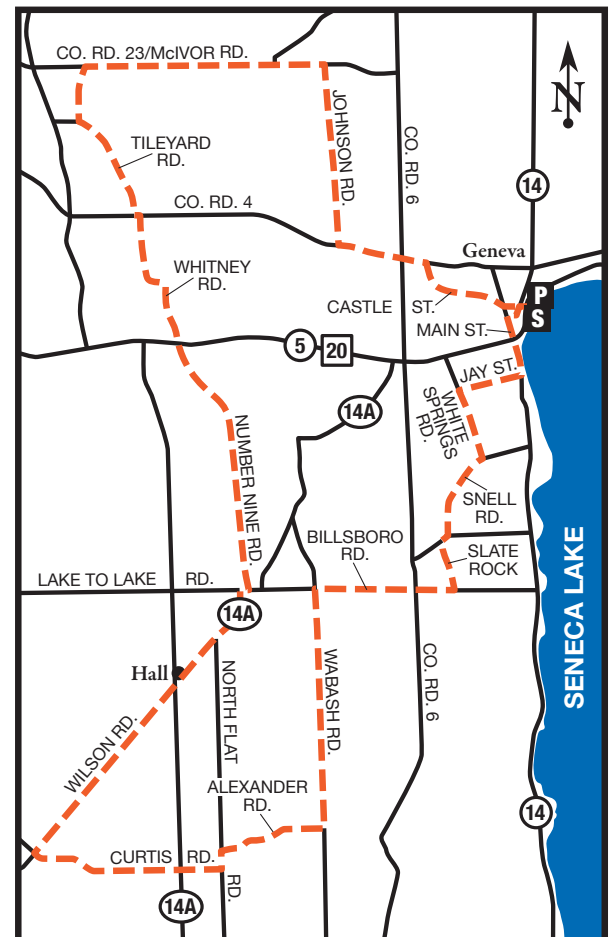 CO. RD. 23/McIVOR RD.
N
JOHNSON RD.
CO. RD. 6
TILEYARD
RD.
14
CO. RD. 4
Geneva
WHITNEY
RD.
P
S
CASTLE ST.
MAIN ST.
5
20
JAY ST.
14A
WHITE
SPRINGS
RD.
NUMBER NINE RD.
SNELL
RD.
BILLSBORO
RD.
SLATE
ROCK
LAKE TO LAKE RD.
14A
SENECA LAKE
Hall
NORTH FLAT
RD.
WABASH RD.
CO. RD. 6
WILSON RD.
ALEXANDER
RD.
14
CURTIS RD.
14A